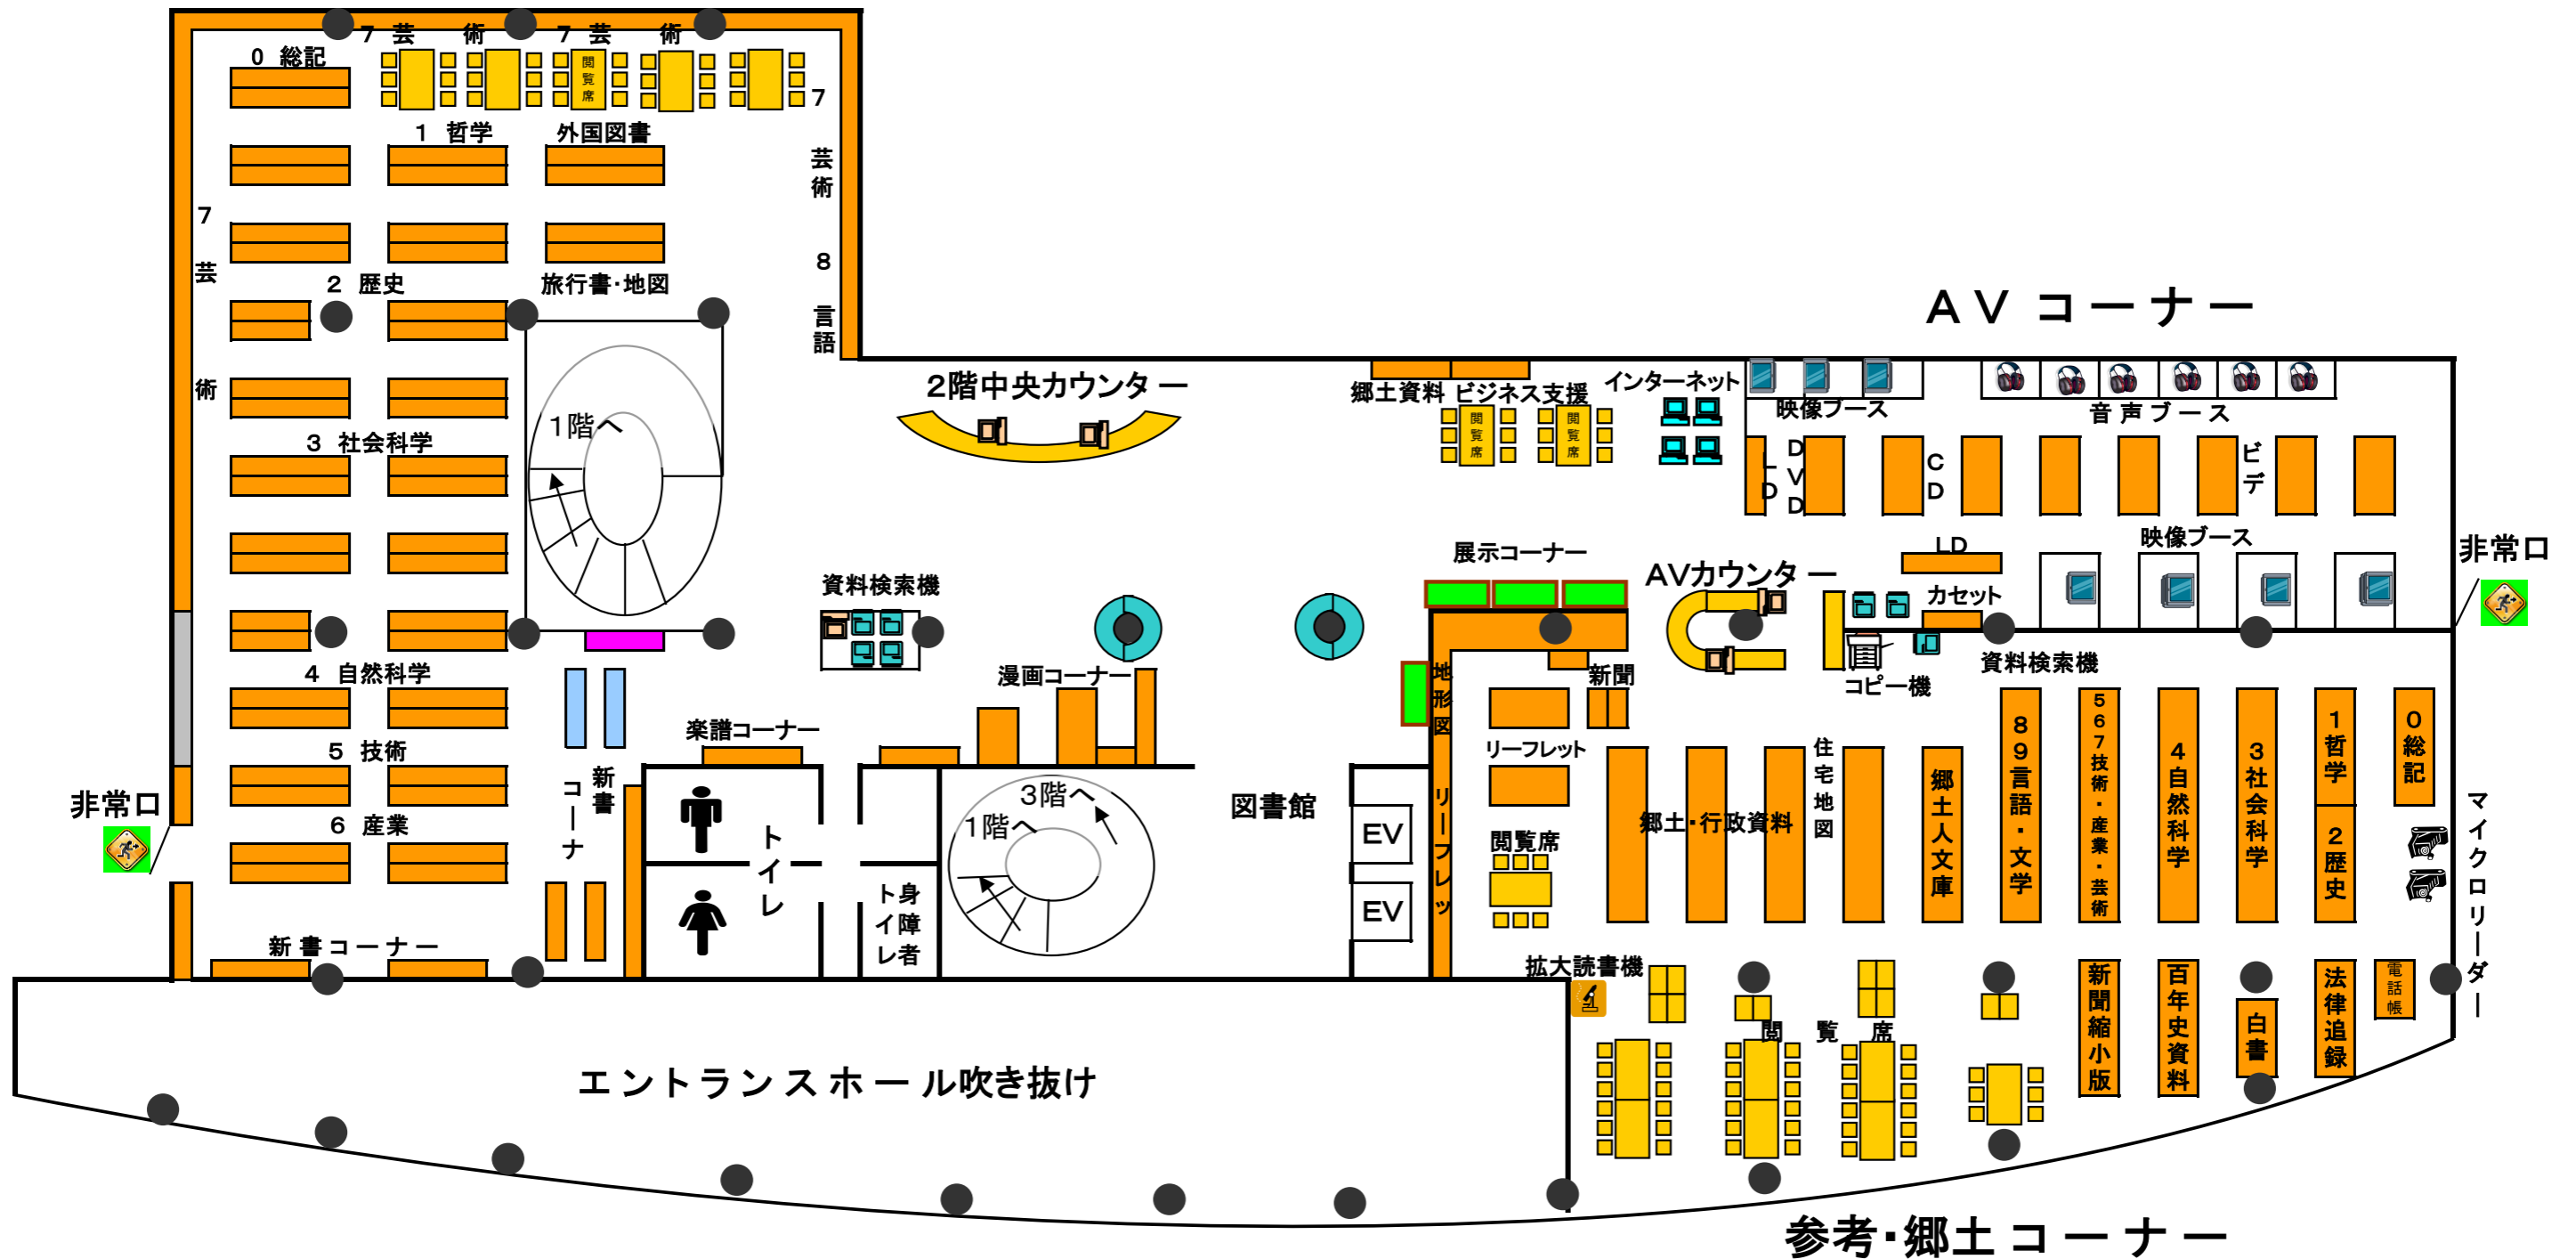 ７ 芸 術 ７ 芸 術
０ 総記
閲覧席
７ 芸術 ８ 言語
１ 哲学
外国図書
７ 芸 術
２ 歴史
旅行書・地図
１階へ
３ 社会科学
４ 自然科学
５ 技術
６ 産業
新書コーナー
新書コーナ
非常口
２階中央カウンター
資料検索機
漫画コーナー
楽譜コーナー
トイレ
身障者トイレ
３階へ
１階へ
図書館
EV
EV
エントランスホール吹き抜け
AV コーナー
郷土資料 ビジネス支援
閲覧席
閲覧席
インターネット
映像ブース
音声ブース
LD
DVD
CD
ビデ
映像ブース
LD
カセット
非常口
展示コーナー
AVカウンター
コピー機
資料検索機
地形図
リーフレッ
新聞
リーフレット
閲覧席
郷土・行政資料
住宅地図
郷土人文庫
８９言語・文学
５６７技術・産業・芸術
４自然科学
３社会科学
１哲学
２歴史
０総記
マイクロリーダー
拡大読書機
閲 覧 席
新聞縮小版
百年史資料
白書
法律追録
電話帳
参考・郷土コーナー